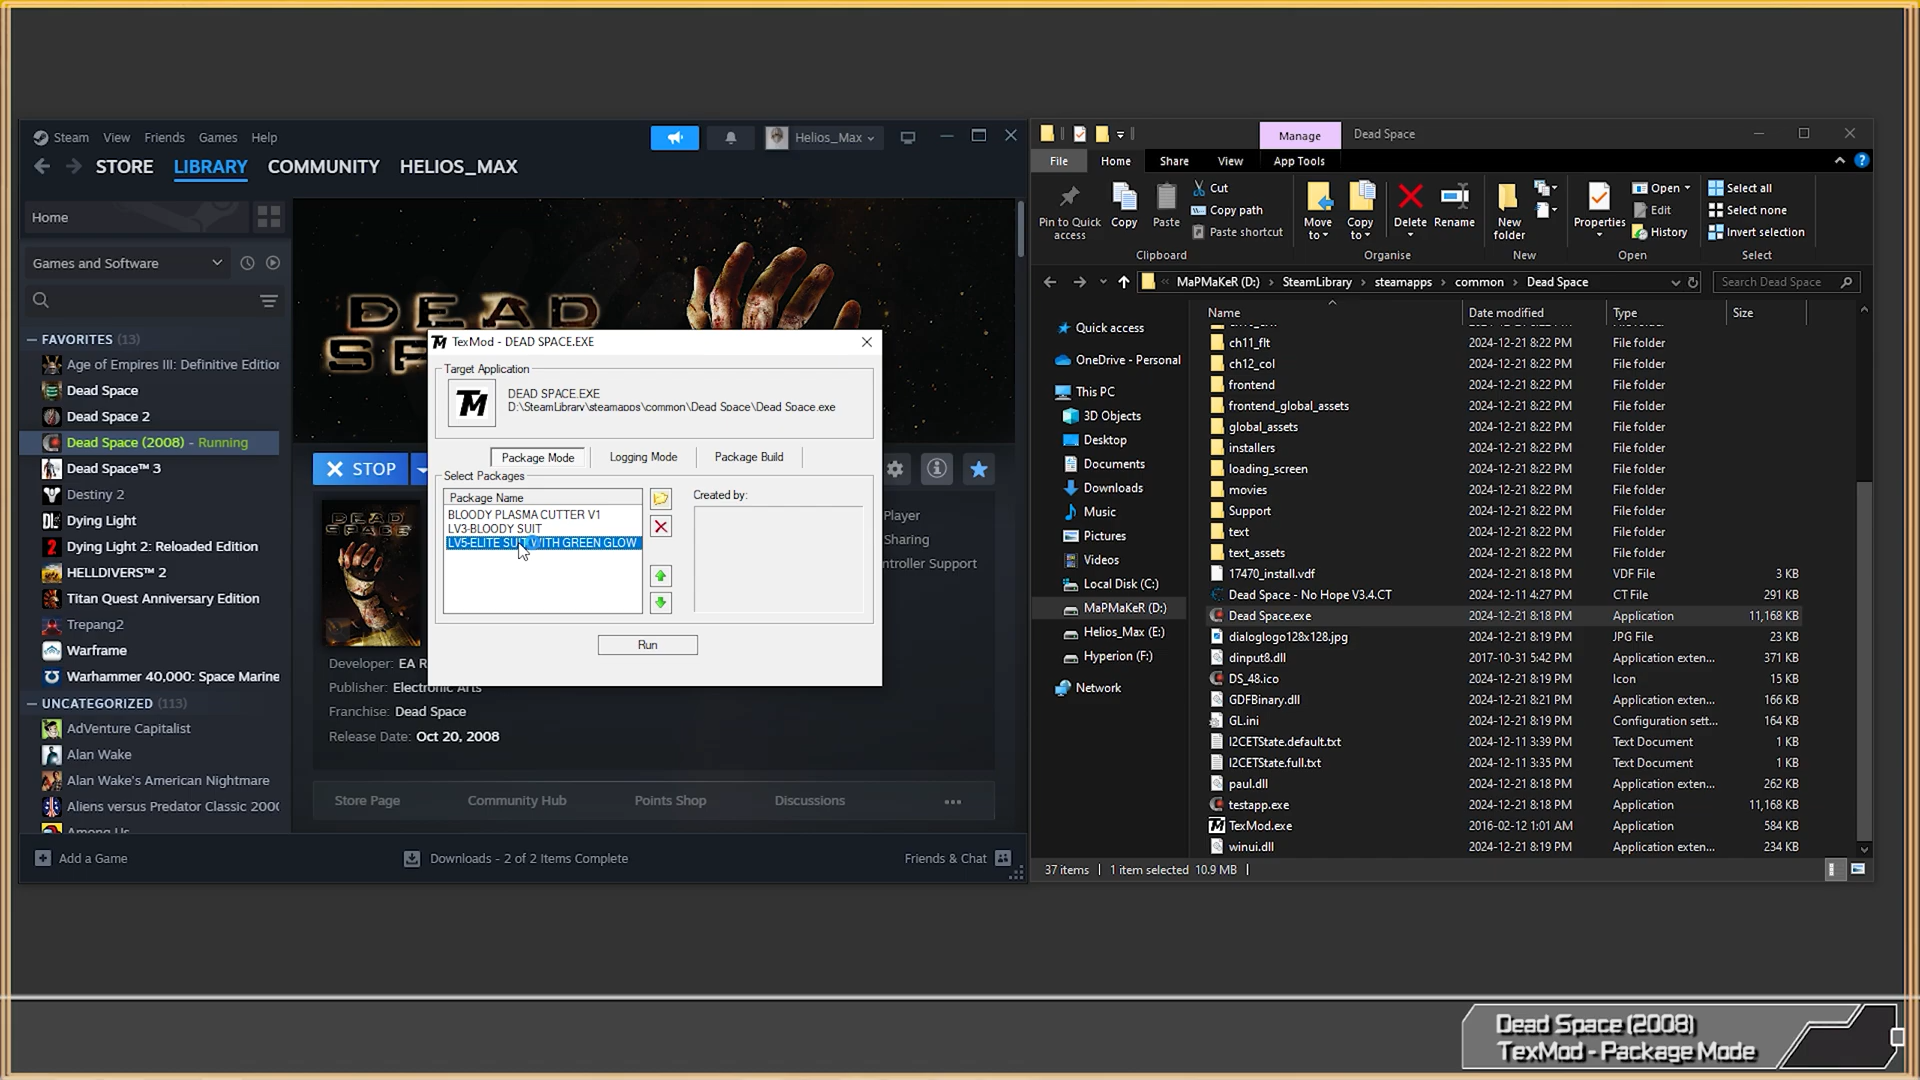 Steam View Friends Games Help
Helios_Max
STORE LIBRARY COMMUNITY HELIOS_MAX
Home
Games and Software
FAVORITES (13)
Age of Empires III: Definitive Editior
Dead Space
Dead Space 2
Dead Space (2008) - Running
Dead Space™ 3
Destiny 2
Dying Light
Dying Light 2: Reloaded Edition
HELLDIVERS™ 2
Titan Quest Anniversary Edition
Trepang2
Warframe
Warhammer 40,000: Space Marine
UNCATEGORIZED (113)
AdVenture Capitalist
Alan Wake
Alan Wake's American Nightmare
Aliens versus Predator Classic 200
Among Us
Add a Game
DEAD
STOP
DEAD
SPACE
Player
Sharing
ntroller Support
Developer: EA R
Publisher: Electronic Arts
Franchise: Dead Space
Release Date: Oct 20, 2008
Store Page Community Hub Points Shop Discussions
Downloads - 2 of 2 Items Complete
Friends & Chat
TM TexMod - DEAD SPACE.EXE
Target Application
TM
DEAD SPACE.EXE
D:\SteamLibrary\steamapps\common\Dead Space\Dead Space.exe
Package Mode Logging Mode Package Build
Select Packages
Package Name
BLOODY PLASMA CUTTER V1
LV3-BLOODY SUIT
LV5-ELITE SUIT WITH GREEN GLOW
Created by:
Run
Manage Dead Space
File Home Share View App Tools
Pin to Quick access
Copy
Paste
Cut
Copy path
Paste shortcut
Move to
Copy to
Delete
Rename
New folder
Properties
Open
Edit
History
Select all
Select none
Invert selection
Clipboard Organise New Open Select
MaPMaKeR (D:) > SteamLibrary > steamapps > common > Dead Space
Search Dead Space
Quick access
OneDrive - Personal
This PC
3D Objects
Desktop
Documents
Downloads
Music
Pictures
Videos
Local Disk (C:)
MaPMaKeR (D:)
Helios_Max (E:)
Hyperion (F:)
Network
Name Date modified Type Size
2024-12-21 8:22 PM File folder
ch11_flt 2024-12-21 8:22 PM File folder
ch12_col 2024-12-21 8:22 PM File folder
frontend 2024-12-21 8:22 PM File folder
frontend_global_assets 2024-12-21 8:22 PM File folder
global_assets 2024-12-21 8:22 PM File folder
installers 2024-12-21 8:22 PM File folder
loading_screen 2024-12-21 8:22 PM File folder
movies 2024-12-21 8:22 PM File folder
Support 2024-12-21 8:22 PM File folder
text 2024-12-21 8:22 PM File folder
text_assets 2024-12-21 8:22 PM File folder
17470_install.vdf 2024-12-21 8:18 PM VDF File 3 KB
Dead Space - No Hope V3.4.CT 2024-12-11 4:27 PM CT File 291 KB
Dead Space.exe 2024-12-21 8:18 PM Application 11,168 KB
dialoglogo128x128.jpg 2024-12-21 8:19 PM JPG File 23 KB
dinput8.dll 2017-10-31 5:42 PM Application exten... 371 KB
DS_48.ico 2024-12-21 8:18 PM Icon 15 KB
GDFBinary.dll 2024-12-21 8:21 PM Application exten... 166 KB
GL.ini 2024-12-21 8:19 PM Configuration sett... 164 KB
I2CETState.default.txt 2024-12-11 3:39 PM Text Document 1 KB
I2CETState.full.txt 2024-12-11 3:35 PM Text Document 1 KB
paul.dll 2024-12-21 8:18 PM Application exten... 262 KB
testapp.exe 2024-12-21 8:18 PM Application 11,168 KB
TexMod.exe 2016-02-12 1:01 AM Application 584 KB
winui.dll 2024-12-21 8:19 PM Application exten... 234 KB
37 items 1 item selected 10.9 MB
Dead Space (2008)
TexMod - Package Mode